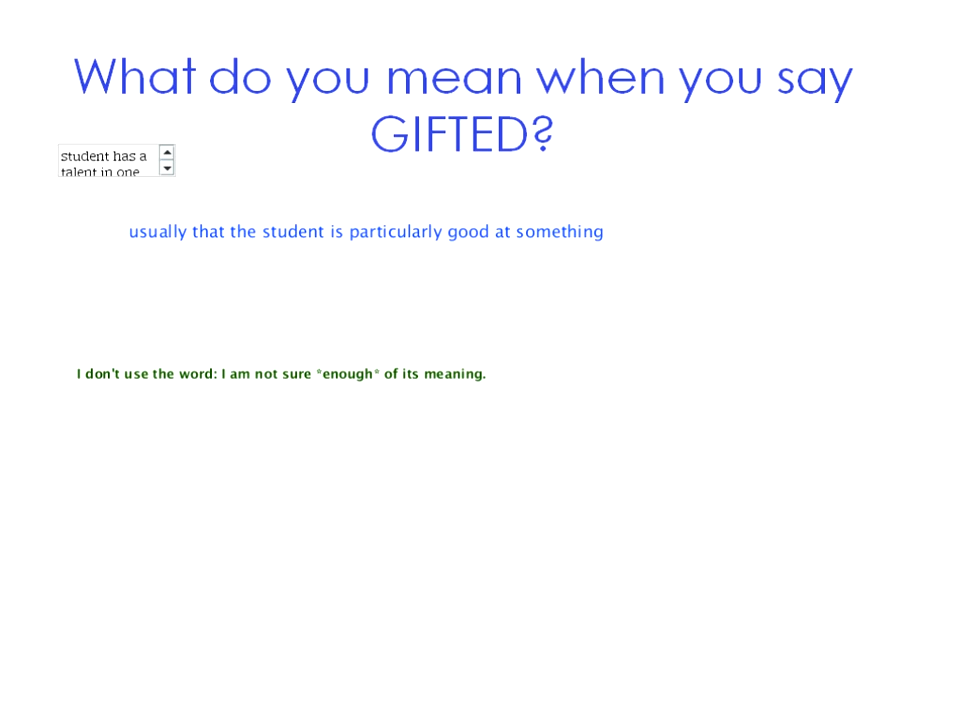 What do you mean when you say
GIFTED?
student has a
talent in one
usually that the student is particularly good at something
I don't use the word: I am not sure *enough* of its meaning.